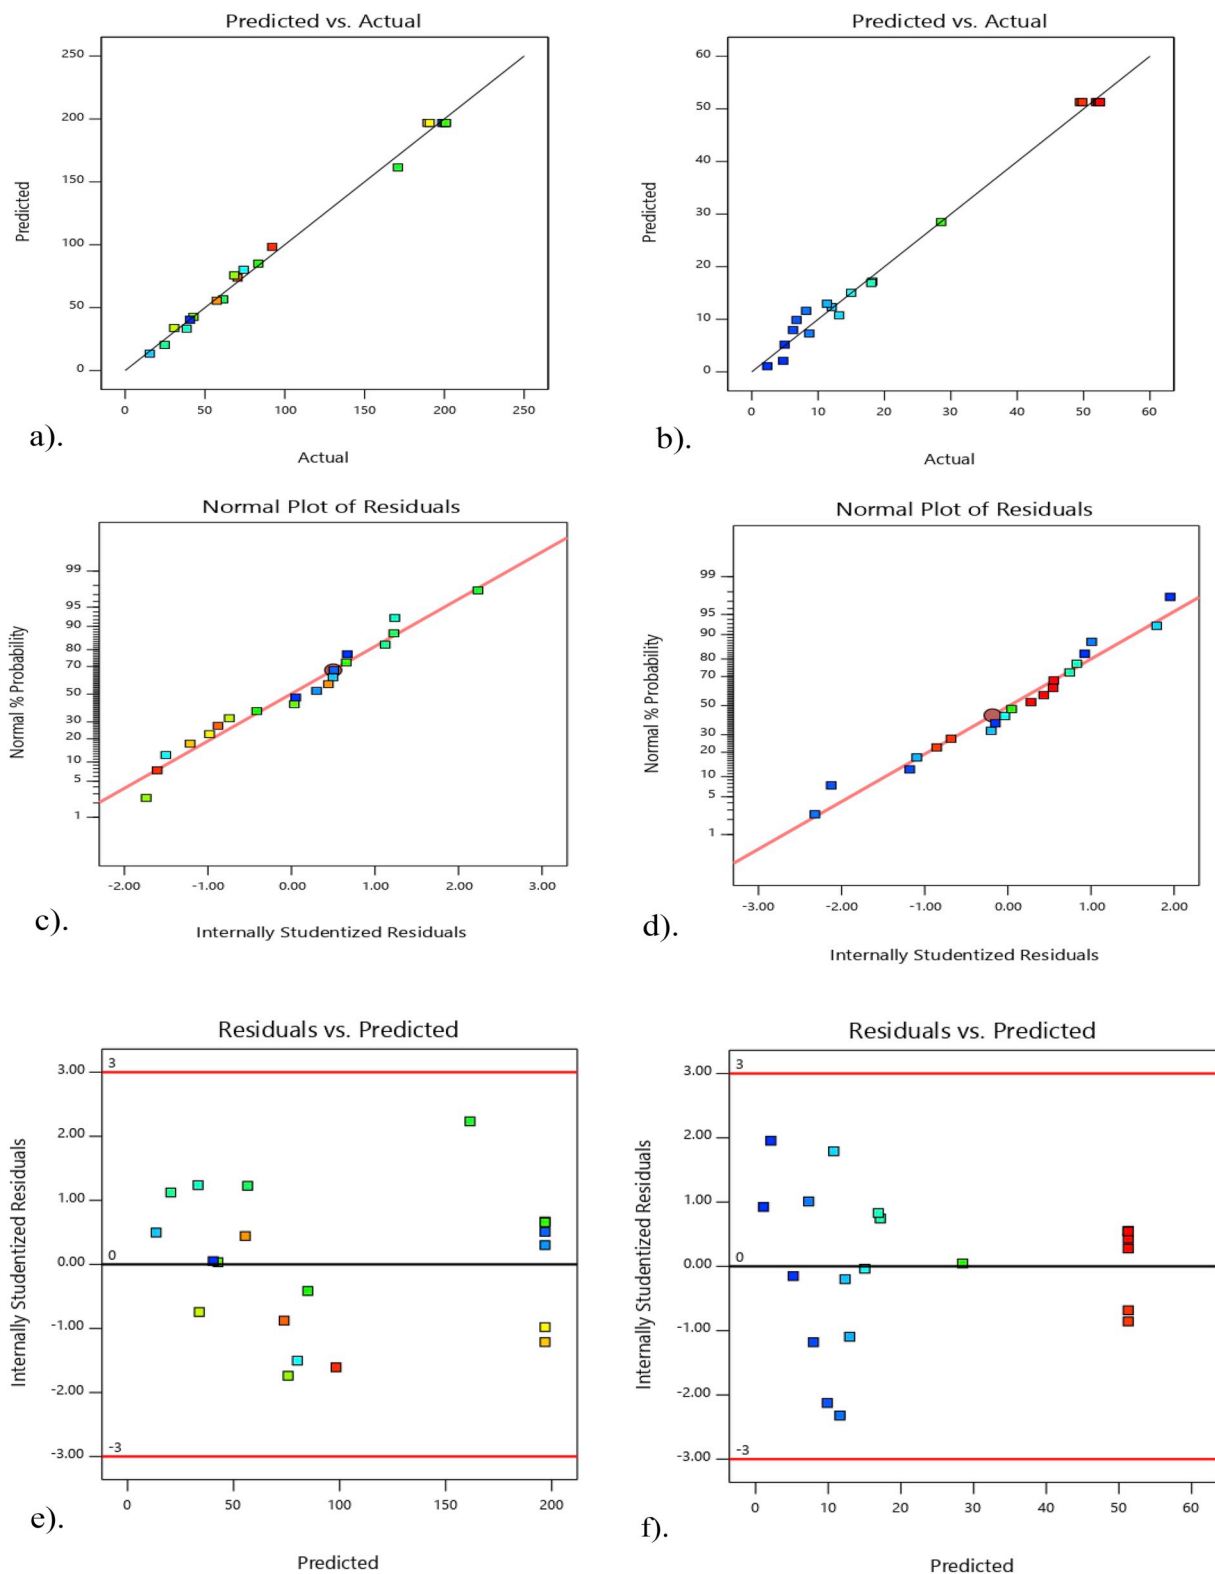 Predicted vs. Actual
250
200
150
100
50
0
Predicted
0 50 100 150 200 250
a).
Actual
Predicted vs. Actual
60
50
40
30
20
10
0
Predicted
0 10 20 30 40 50 60
b).
Actual
Normal Plot of Residuals
99
95
90
80
70
50
30
20
10
5
1
Normal % Probability
-2.00 -1.00 0.00 1.00 2.00 3.00
c).
Internally Studentized Residuals
Normal Plot of Residuals
99
95
90
80
70
50
30
20
10
5
1
Normal % Probability
-3.00 -2.00 -1.00 0.00 1.00 2.00
d).
Internally Studentized Residuals
Residuals vs. Predicted
3
3.00
2.00
1.00
0
0.00
-1.00
-2.00
-3
-3.00
Internally Studentized Residuals
0 50 100 150 200
e).
Predicted
Residuals vs. Predicted
3
3.00
2.00
1.00
0
0.00
-1.00
-2.00
-3
-3.00
Internally Studentized Residuals
0 10 20 30 40 50 60
f).
Predicted